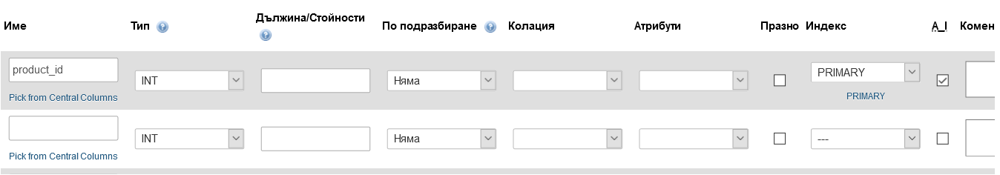 Име Тип Дължина/Стойности По подразбиране Колация Атрибути Празно Индекс A_I Комен
product_id INT Няма PRIMARY
Pick from Central Columns PRIMARY
INT Няма ---
Pick from Central Columns